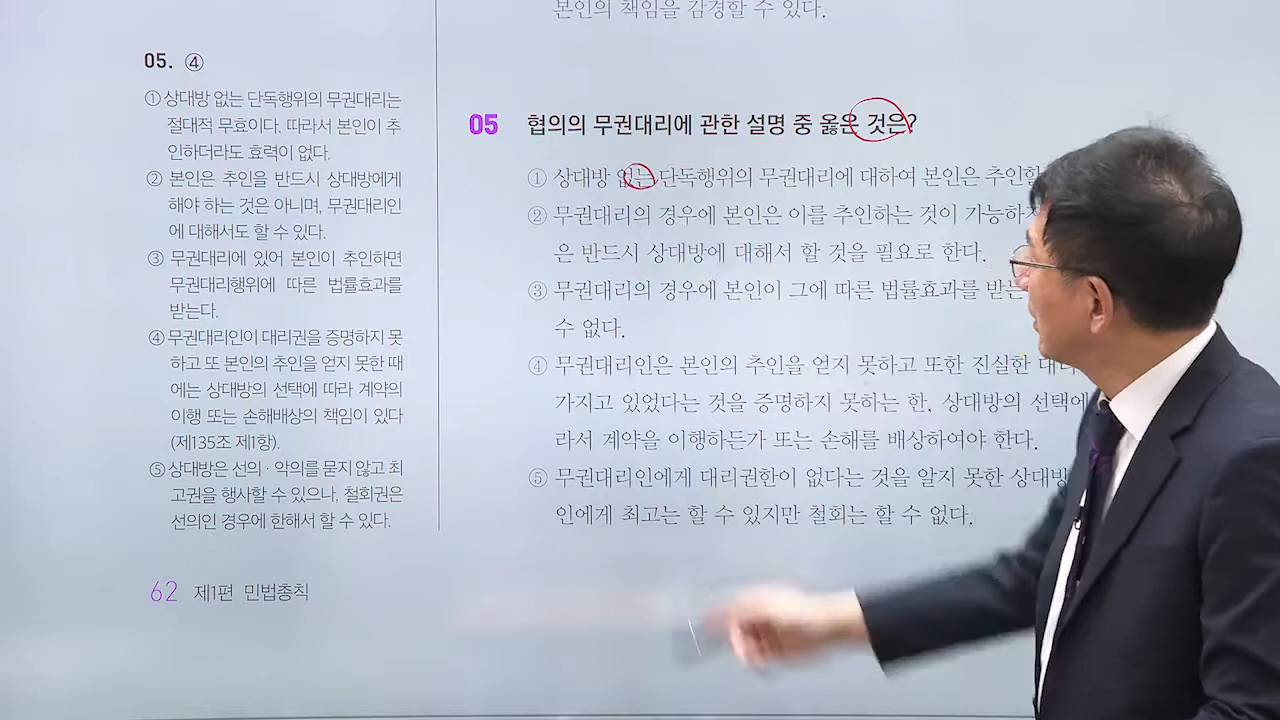 본인의 책임을 감경할 수 있다.
05. ④
① 상대방 없는 단독행위의 무권대리는
절대적 무효이다. 따라서 본인이 추
인하더라도 효력이 없다.
② 본인은 추인을 반드시 상대방에게
해야 하는 것은 아니며, 무권대리인
에 대해서도 할 수 있다.
③ 무권대리에 있어 본인이 추인하면
무권대리행위에 따른 법률효과를
받는다.
④ 무권대리인이 대리권을 증명하지 못
하고 또 본인의 추인을 얻지 못한 때
에는 상대방의 선택에 따라 계약의
이행 또는 손해배상의 책임이 있다
(제135조 제1항).
⑤ 상대방은 선의·악의를 묻지 않고 최
고권을 행사할 수 있으나, 철회권은
선의인 경우에 한해서 할 수 있다.
62 제1편 민법총칙
05 협의의 무권대리에 관한 설명 중 옳은 것은?
① 상대방 없는 단독행위의 무권대리에 대하여 본인은
② 무권대리의 경우에 본인은 이를 추인하는 것이
은 반드시 상대방에 대해서 할 것을 필요로 한다.
③ 무권대리의 경우에 본인이 그에 따른 법률효과를
수 없다.
④ 무권대리인은 본인의 추인을 얻지 못하고 또한 진실한
가지고 있었다는 것을 증명하지 못하는 한, 상대방의 선택에
라서 계약을 이행하든가 또는 손해를 배상하여야 한다.
⑤ 무권대리인에게 대리권한이 없다는 것을 알지 못한
인에게 최고는 할 수 있지만 철회는 할 수 없다.